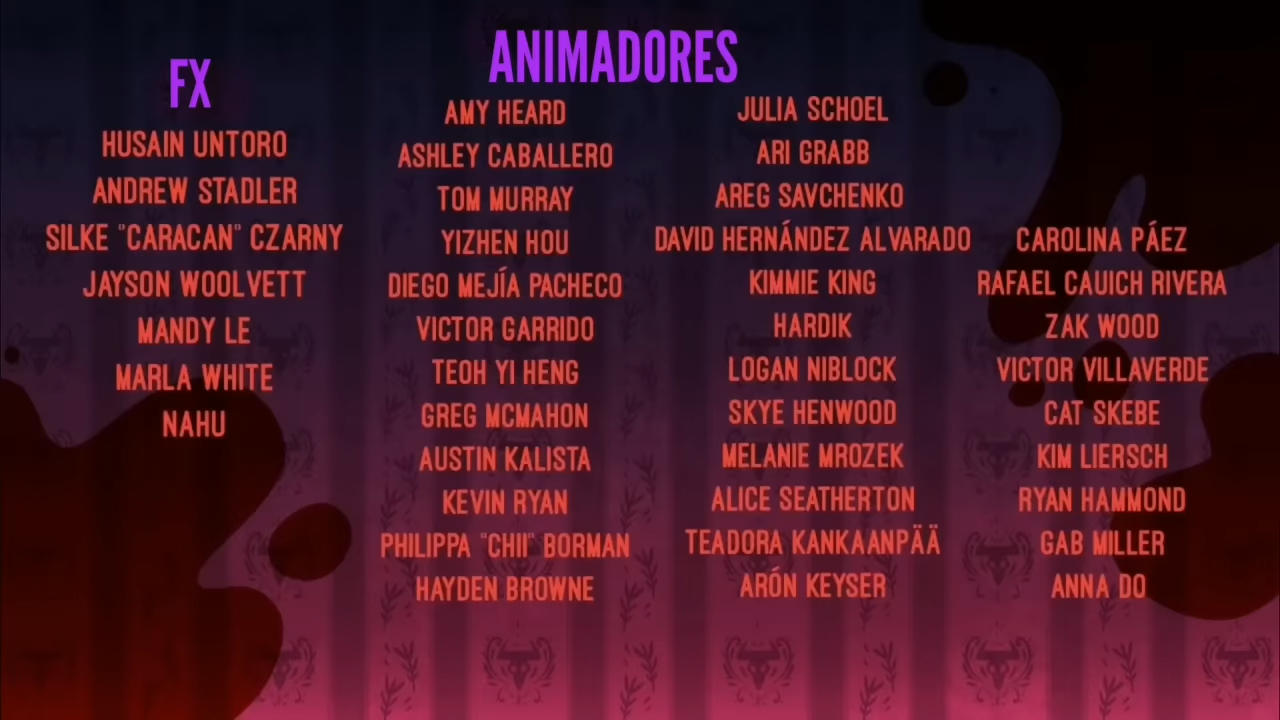 FX
HUSAIN UNTORO
ANDREW STADLER
SILKE "CARACAN" CZARNY
JAYSON WOOLVETT
MANDY LE
MARLA WHITE
NAHU
ANIMADORES
AMY HEARD
ASHLEY CABALLERO
TOM MURRAY
YIZHEN HOU
DIEGO MEJÍA PACHECO
VICTOR GARRIDO
TEOH YI HENG
GREG MCMAHON
AUSTIN KALISTA
KEVIN RYAN
PHILIPPA "CHII" BORMAN
HAYDEN BROWNE
JULIA SCHOEL
ARI GRABB
AREG SAVCHENKO
DAVID HERNÁNDEZ ALVARADO
KIMMIE KING
HARDIK
LOGAN NIBLOCK
SKYE HENWOOD
MELANIE MROZEK
ALICE SEATHERTON
TEADORA KANKAANPÄÄ
ARÓN KEYSER
CAROLINA PÁEZ
RAFAEL CAUICH RIVERA
ZAK WOOD
VICTOR VILLAVERDE
CAT SKEBE
KIM LIERSCH
RYAN HAMMOND
GAB MILLER
ANNA DO